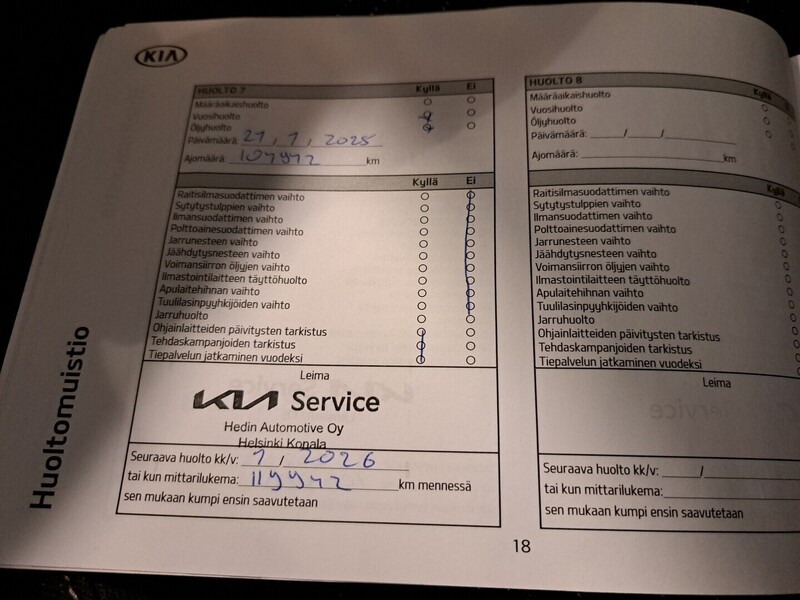 KIA
HUOLTO 7 Kyllä Ei
Määräaikaishuolto
Vuosihuolto
Öljyhuolto
Päivämäärä: 21 / 1 / 2025
Ajomäärä: 104942 km
Kyllä Ei
Raitisilmasuodattimen vaihto
Sytytystulppien vaihto
Ilmansuodattimen vaihto
Polttoainesuodattimen vaihto
Jarrunesteen vaihto
Jäähdytysnesteen vaihto
Voimansiirron öljyjen vaihto
Ilmastointilaitteen täyttöhuolto
Apulaitehihnan vaihto
Tuulilasinpyyhkijöiden vaihto
Jarruhuolto
Ohjainlaitteiden päivitysten tarkistus
Tehdaskampanjoiden tarkistus
Tiepalvelun jatkaminen vuodeksi
Leima
KIA Service
Hedin Automotive Oy
Helsinki Konala
Seuraava huolto kk/v: 1 / 2026
tai kun mittarilukema: 119942 km mennessä
sen mukaan kumpi ensin saavutetaan
HUOLTO 8 Kyllä
Määräaikaishuolto
Vuosihuolto
Öljyhuolto
Päivämäärä: / /
Ajomäärä: km
Kyllä
Raitisilmasuodattimen vaihto
Sytytystulppien vaihto
Ilmansuodattimen vaihto
Polttoainesuodattimen vaihto
Jarrunesteen vaihto
Jäähdytysnesteen vaihto
Voimansiirron öljyjen vaihto
Ilmastointilaitteen täyttöhuolto
Apulaitehihnan vaihto
Tuulilasinpyyhkijöiden vaihto
Jarruhuolto
Ohjainlaitteiden päivitysten tarkistus
Tehdaskampanjoiden tarkistus
Tiepalvelun jatkaminen vuodeksi
Leima
Seuraava huolto kk/v: /
tai kun mittarilukema:
sen mukaan kumpi ensin saavutetaan
Huoltomuistio
18